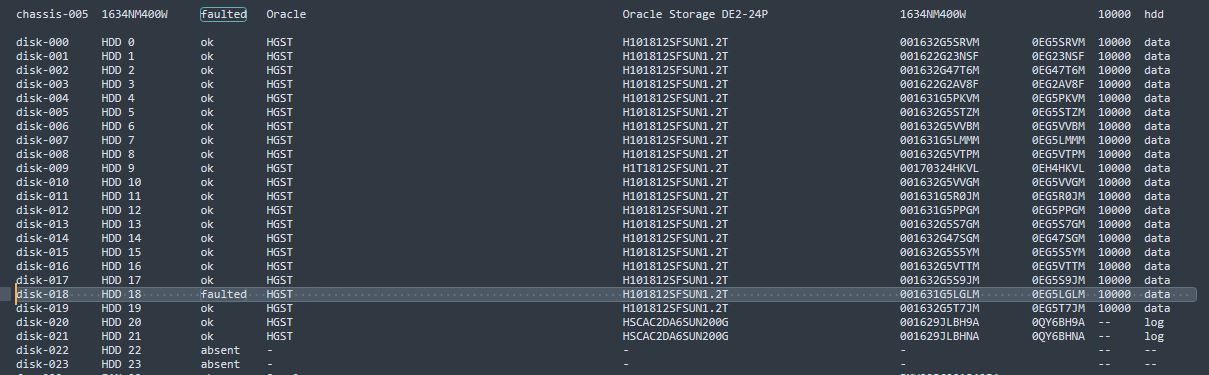 chassis-005 1634NM400W faulted Oracle Oracle Storage DE2-24P 1634NM400W 10000 hdd
disk-000 HDD 0 ok HGST H101812SFSUN1.2T 001632G5SRVM 0EG5SRVM 10000 data
disk-001 HDD 1 ok HGST H101812SFSUN1.2T 001622G23NSF 0EG23NSF 10000 data
disk-002 HDD 2 ok HGST H101812SFSUN1.2T 001632G47T6M 0EG47T6M 10000 data
disk-003 HDD 3 ok HGST H101812SFSUN1.2T 001622G2AV8F 0EG2AV8F 10000 data
disk-004 HDD 4 ok HGST H101812SFSUN1.2T 001631G5PKVM 0EG5PKVM 10000 data
disk-005 HDD 5 ok HGST H101812SFSUN1.2T 001632G5STZM 0EG5STZM 10000 data
disk-006 HDD 6 ok HGST H101812SFSUN1.2T 001632G5VVBM 0EG5VVBM 10000 data
disk-007 HDD 7 ok HGST H101812SFSUN1.2T 001631G5LMMM 0EG5LMMM 10000 data
disk-008 HDD 8 ok HGST H101812SFSUN1.2T 001632G5VTPM 0EG5VTPM 10000 data
disk-009 HDD 9 ok HGST H1T1812SFSUN1.2T 00170324HKVL 0EH4HKVL 10000 data
disk-010 HDD 10 ok HGST H101812SFSUN1.2T 001632G5VVGM 0EG5VVGM 10000 data
disk-011 HDD 11 ok HGST H101812SFSUN1.2T 001631G5R0JM 0EG5R0JM 10000 data
disk-012 HDD 12 ok HGST H101812SFSUN1.2T 001631G5PPGM 0EG5PPGM 10000 data
disk-013 HDD 13 ok HGST H101812SFSUN1.2T 001632G5S7GM 0EG5S7GM 10000 data
disk-014 HDD 14 ok HGST H101812SFSUN1.2T 001632G47SGM 0EG47SGM 10000 data
disk-015 HDD 15 ok HGST H101812SFSUN1.2T 001632G5S5YM 0EG5S5YM 10000 data
disk-016 HDD 16 ok HGST H101812SFSUN1.2T 001632G5VTTM 0EG5VTTM 10000 data
disk-017 HDD 17 ok HGST H101812SFSUN1.2T 001632G5S9JM 0EG5S9JM 10000 data
disk-018 HDD 18 faulted HGST H101812SFSUN1.2T 001631G5LGLM 0EG5LGLM 10000 data
disk-019 HDD 19 ok HGST H101812SFSUN1.2T 001632G5T7JM 0EG5T7JM 10000 data
disk-020 HDD 20 ok HGST HSCAC2DA6SUN200G 001629JLBH9A 0QY6BH9A -- log
disk-021 HDD 21 ok HGST HSCAC2DA6SUN200G 001629JLBHNA 0QY6BHNA -- log
disk-022 HDD 22 absent - - - - -- --
disk-023 HDD 23 absent - - - - -- --